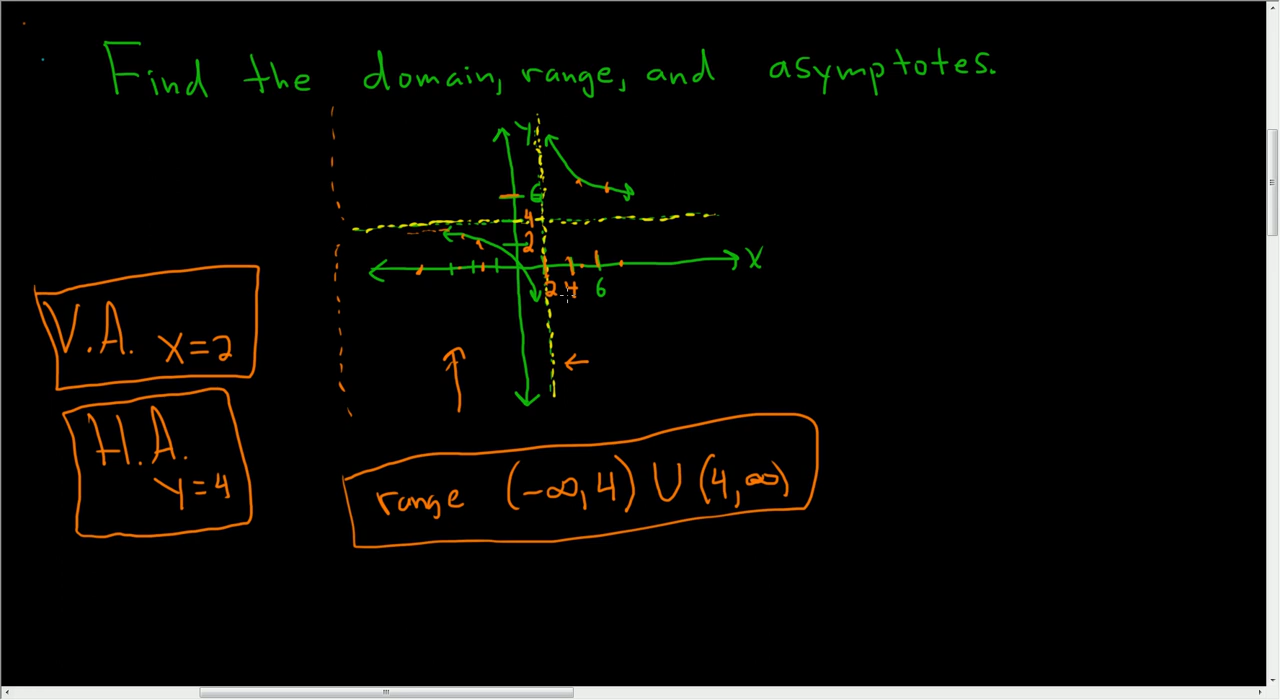 Find the domain, range, and asymptotes.
Y
6
4
2
X
2 4 6
V.A. X=2
H.A.
Y=4
range (-∞,4) U (4,∞)